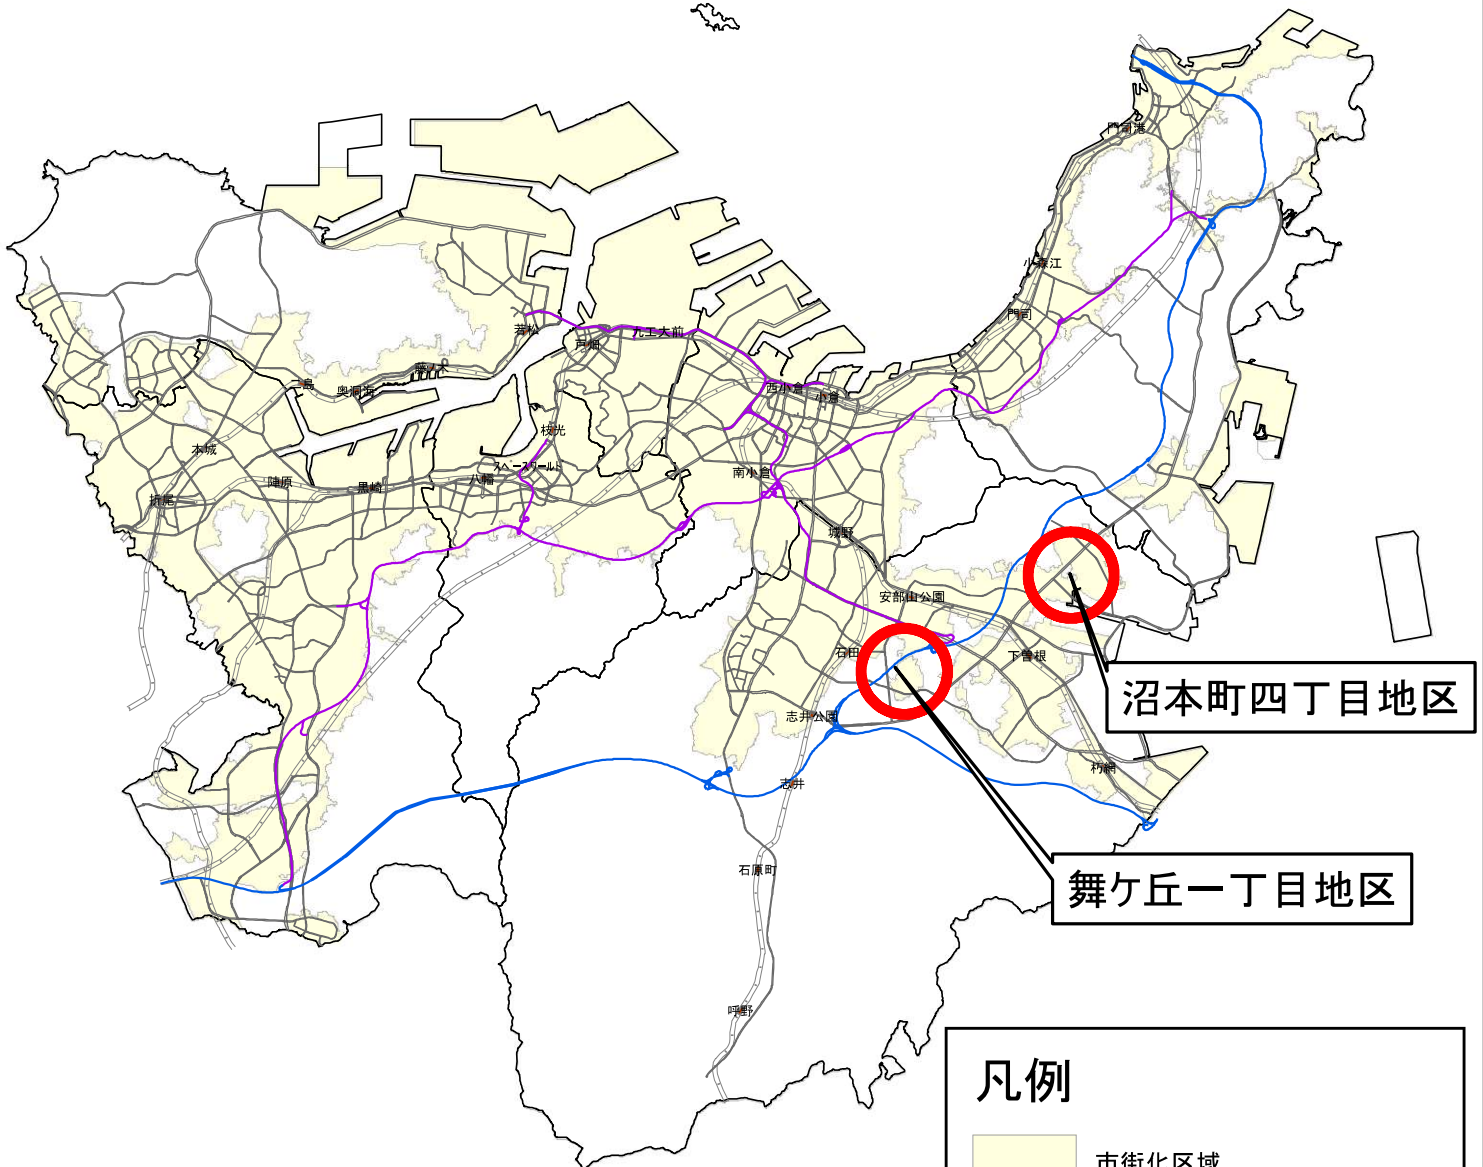 門司港
小森江
門司
若松
戸畑
九工大前
藤ノ木
二島
奥洞海
西小倉
小倉
枝光
スペースワールド
本城
八幡
南小倉
陣原
黒崎
折尾
城野
安部山公園
石田
下曽根
沼本町四丁目地区
志井公園
朽網
志井
石原町
舞ケ丘一丁目地区
呼野
凡例
市街化区域